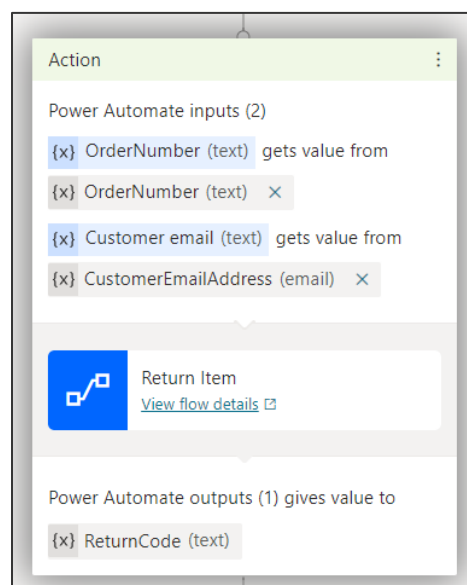 Action
Power Automate inputs (2)
{x} OrderNumber (text) gets value from
{x} OrderNumber (text) ×
{x} Customer email (text) gets value from
{x} CustomerEmailAddress (email) ×
Return Item
View flow details
Power Automate outputs (1) gives value to
{x} ReturnCode (text)